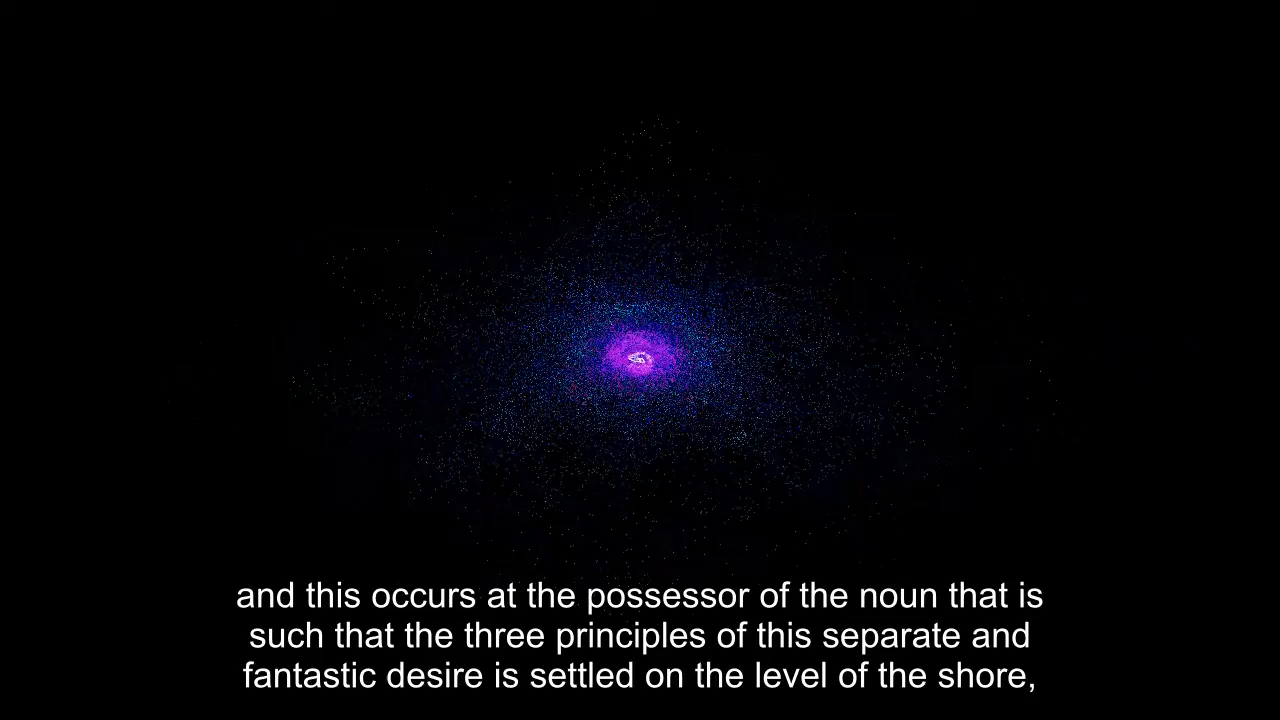 and this occurs at the possessor of the noun that is
such that the three principles of this separate and
fantastic desire is settled on the level of the shore,